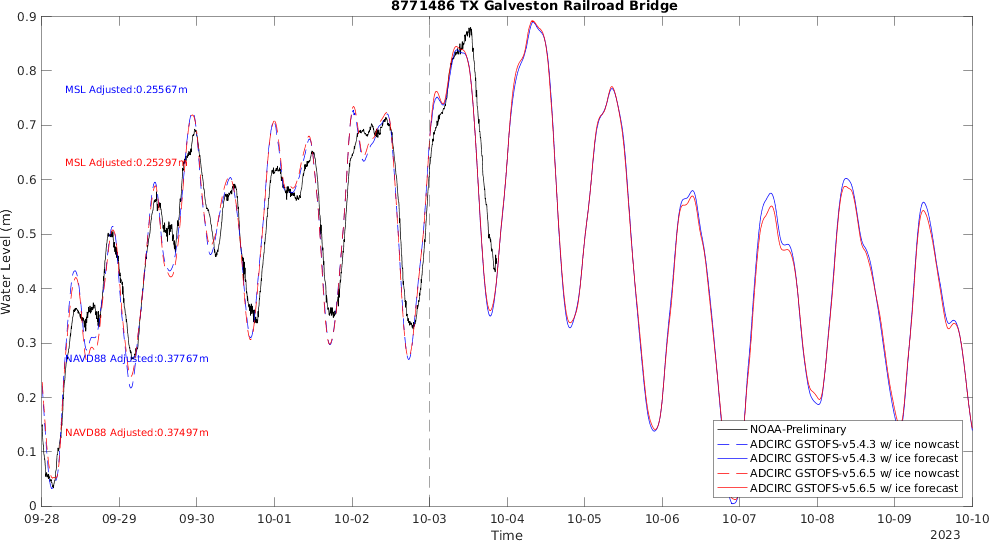 8771486 TX Galveston Railroad Bridge
0.9
0.8
0.7
0.6
0.5
0.4
0.3
0.2
0.1
0
Water Level (m)
MSL Adjusted:0.25567m
MSL Adjusted:0.25297m
NAVD88 Adjusted:0.37767m
NAVD88 Adjusted:0.37497m
NOAA-Preliminary
ADCIRC GSTOFS-v5.4.3 w/ ice nowcast
ADCIRC GSTOFS-v5.4.3 w/ ice forecast
ADCIRC GSTOFS-v5.6.5 w/ ice nowcast
ADCIRC GSTOFS-v5.6.5 w/ ice forecast
09-28 09-29 09-30 10-01 10-02 10-03 10-04 10-05 10-06 10-07 10-08 10-09 10-10
Time
2023